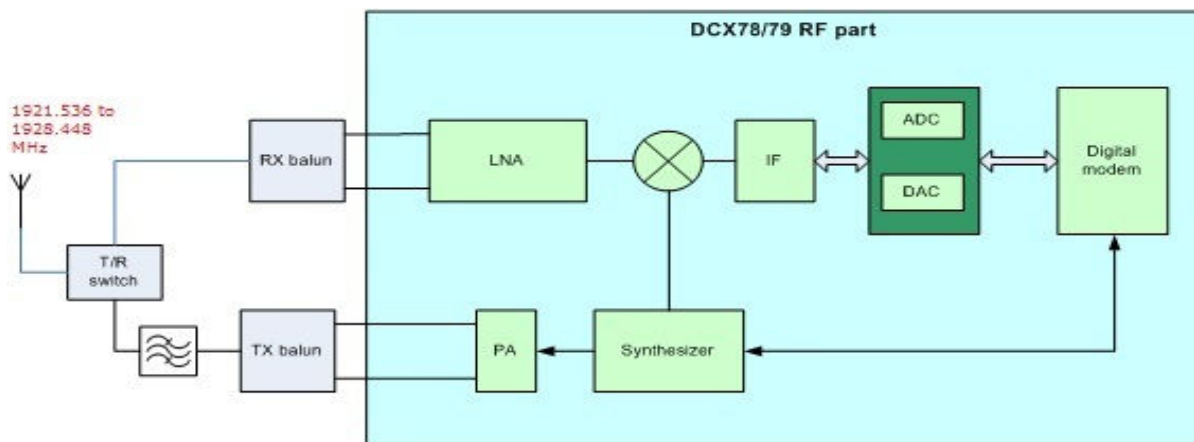 DCX78/79 RF part
1921.536 to
1928.448
MHz
RX balun
LNA
IF
ADC
DAC
Digital
modem
T/R
switch
TX balun
PA
Synthesizer